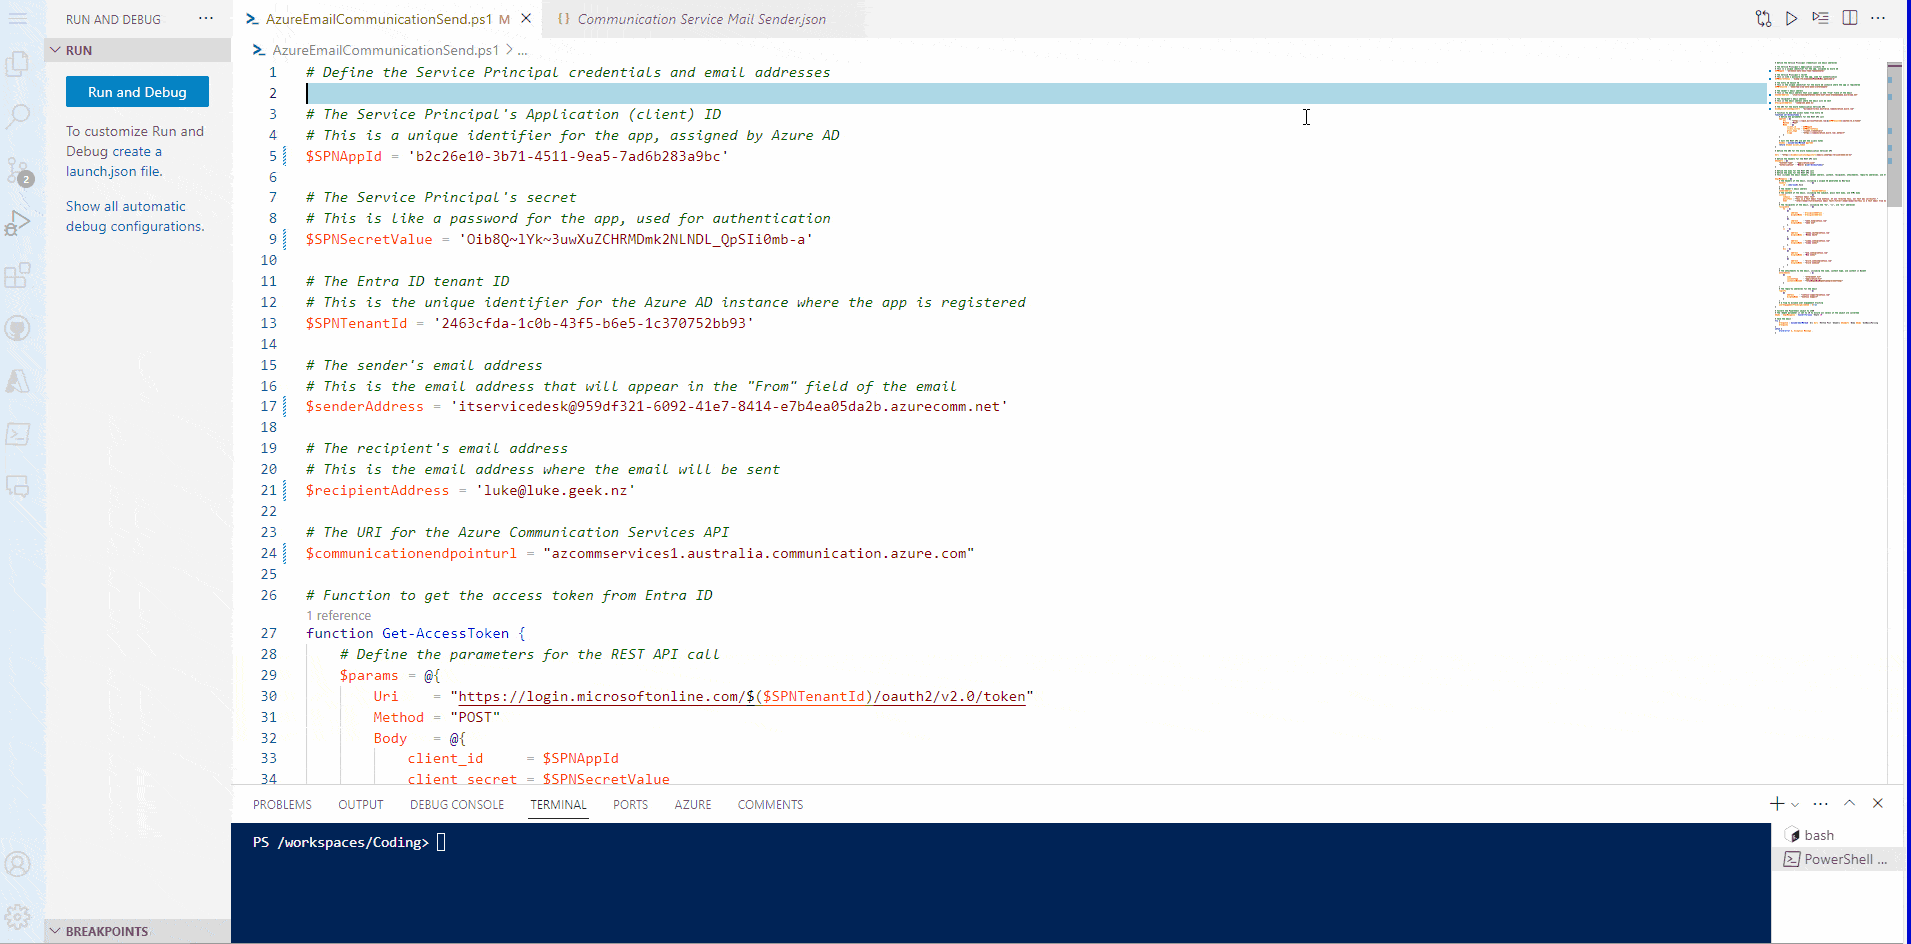 RUN AND DEBUG ...
RUN
Run and Debug
To customize Run and
Debug create a
launch.json file.
Show all automatic
debug configurations.
2
BREAKPOINTS
AzureEmailCommunicationSend.ps1 M
{} Communication Service Mail Sender.json
AzureEmailCommunicationSend.ps1 > ...
1 # Define the Service Principal credentials and email addresses
2
3 # The Service Principal's Application (client) ID
4 # This is a unique identifier for the app, assigned by Azure AD
5 $SPNAppId = 'b2c26e10-3b71-4511-9ea5-7ad6b283a9bc'
6
7 # The Service Principal's secret
8 # This is like a password for the app, used for authentication
9 $SPNSecretValue = 'Oib8Q~lYk~3uwXuZCHRMDmk2NLNDL_QpSIi0mb-a'
10
11 # The Entra ID tenant ID
12 # This is the unique identifier for the Azure AD instance where the app is registered
13 $SPNTenantId = '2463cfda-1c0b-43f5-b6e5-1c370752bb93'
14
15 # The sender's email address
16 # This is the email address that will appear in the "From" field of the email
17 $senderAddress = 'itservicedesk@959df321-6092-41e7-8414-e7b4ea05da2b.azurecomm.net'
18
19 # The recipient's email address
20 # This is the email address where the email will be sent
21 $recipientAddress = 'luke@luke.geek.nz'
22
23 # The URI for the Azure Communication Services API
24 $communicationendpointurl = "azcommservices1.australia.communication.azure.com"
25
26 # Function to get the access token from Entra ID
1 reference
27 function Get-AccessToken {
28 # Define the parameters for the REST API call
29 $params = @{
30 Uri = "https://login.microsoftonline.com/$($SPNTenantId)/oauth2/v2.0/token"
31 Method = "POST"
32 Body = @{
33 client_id = $SPNAppId
34 client_secret = $SPNSecretValue
PROBLEMS OUTPUT DEBUG CONSOLE TERMINAL PORTS AZURE COMMENTS
PS /workspaces/Coding>
bash
PowerShell ...